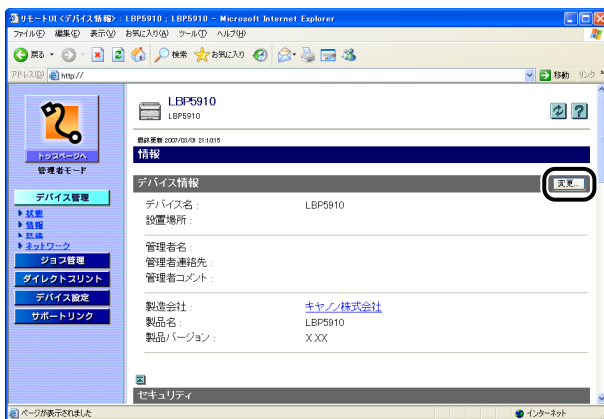 リモートUI <デバイス情報> : LBP5910 ; LBP5910 - Microsoft Internet Explorer
ファイル(F) 編集(E) 表示(V) お気に入り(A) ツール(T) ヘルプ(H)
戻る 検索 お気に入り
アドレス(D) http:// 移動 リンク
LBP5910
LBP5910
トップページへ
管理者モード
最終更新 2007/03/01 21:10:15
情報
デバイス管理
状態
情報
ネットワーク
ジョブ管理
ダイレクトプリント
デバイス設定
サポートリンク
デバイス情報 変更...
デバイス名 : LBP5910
設置場所 :
管理者名 :
管理者連絡先 :
管理者コメント :
製造会社 : キヤノン株式会社
製品名 : LBP5910
製品バージョン : X.XX
セキュリティ
ページが表示されました インターネット